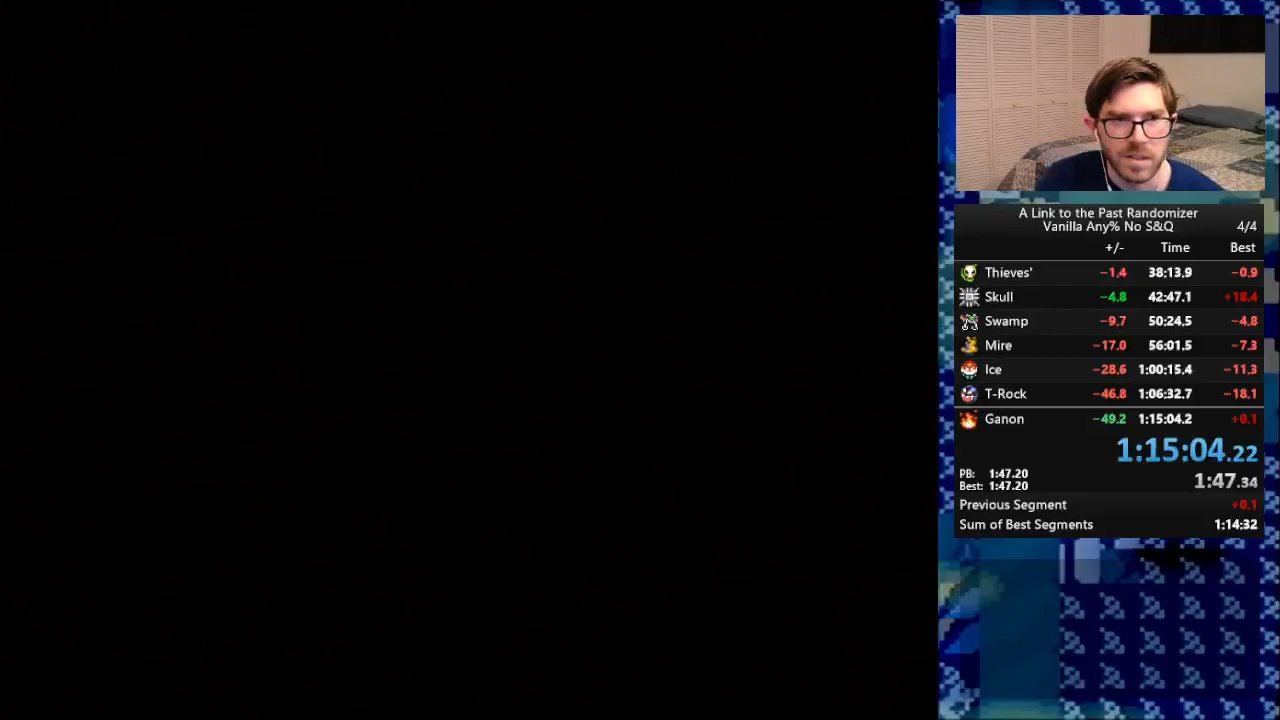 A Link to the Past Randomizer
Vanilla Any% No S&Q 4/4
+/- Time Best
Thieves' −1.4 38:13.9 −0.9
Skull −4.8 42:47.1 +18.4
Swamp −9.7 50:24.5 −4.8
Mire −17.0 56:01.5 −7.3
Ice −28.6 1:00:15.4 −11.3
T-Rock −46.8 1:06:32.7 −18.1
Ganon −49.2 1:15:04.2 +0.1
1:15:04.22
PB: 1:47.20
Best: 1:47.20
1:47.34
Previous Segment +0.1
Sum of Best Segments 1:14:32